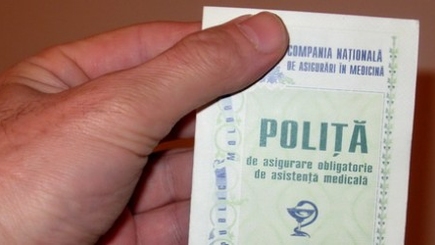 COMPANIA NAȚIONALĂ
DE ASIGURĂRI ÎN MEDICINĂ
POLIȚĂ
de asigurare obligatorie
de asistență medicală